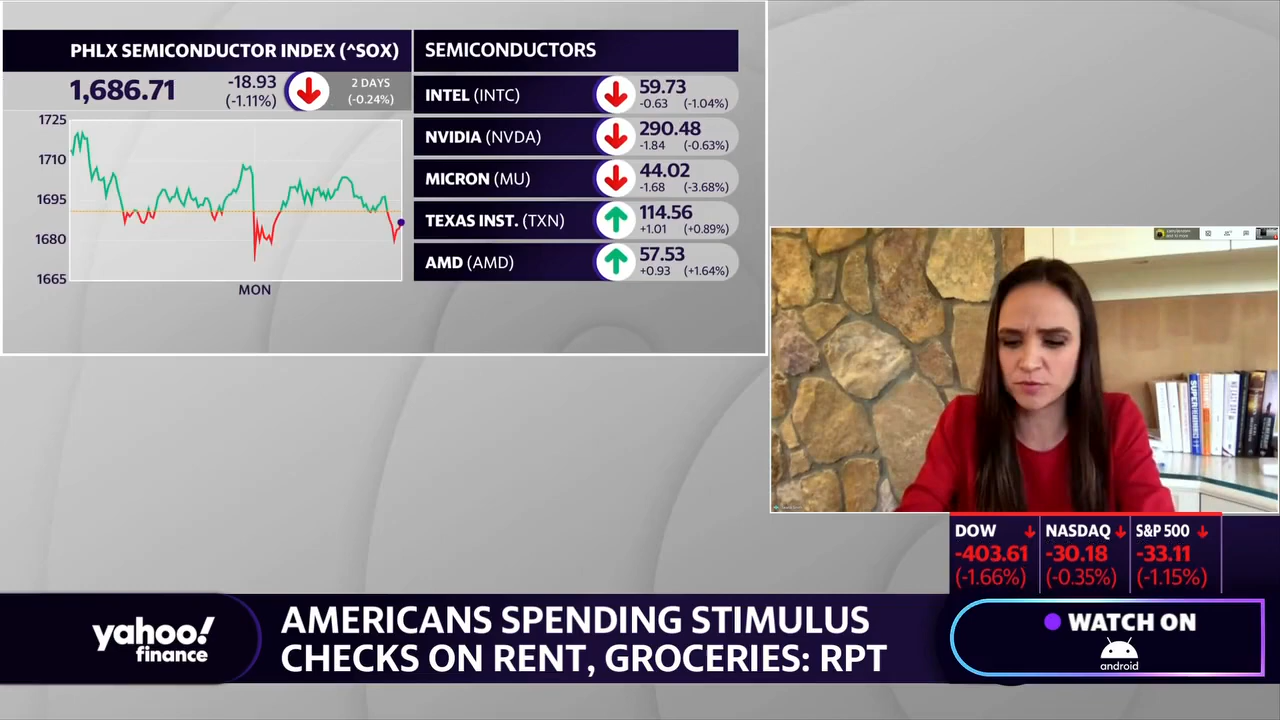 PHLX SEMICONDUCTOR INDEX (^SOX)
1,686.71
-18.93
(-1.11%)
2 DAYS
(-0.24%)
1725
1710
1695
1680
1665
MON
SEMICONDUCTORS
INTEL (INTC)
59.73
-0.63 (-1.04%)
NVIDIA (NVDA)
290.48
-1.84 (-0.63%)
MICRON (MU)
44.02
-1.68 (-3.68%)
TEXAS INST. (TXN)
114.56
+1.01 (+0.89%)
AMD (AMD)
57.53
+0.93 (+1.64%)
DOW
-403.61
(-1.66%)
NASDAQ
-30.18
(-0.35%)
S&P 500
-33.11
(-1.15%)
yahoo!
finance
AMERICANS SPENDING STIMULUS
CHECKS ON RENT, GROCERIES: RPT
WATCH ON
android